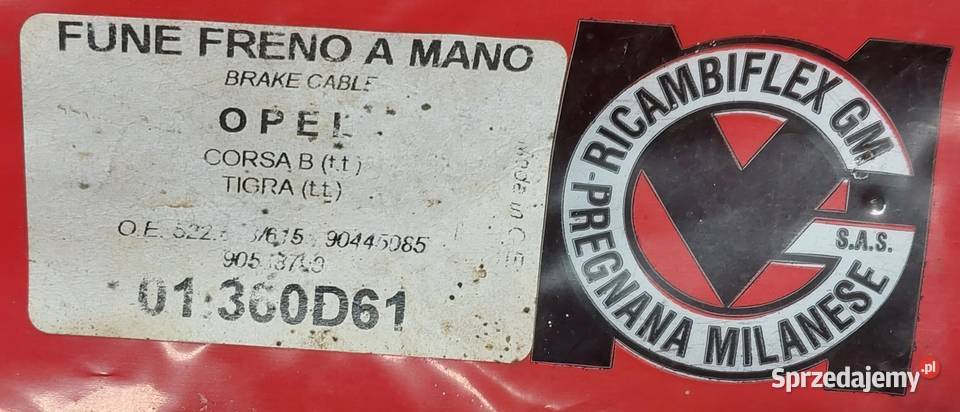 FUNE FRENO A MANO
BRAKE CABLE
OPEL
CORSA B (t.t)
TIGRA (t.t)
O.E. 90445085
01.360D61
RICAMBIFLEX GM
S.A.S.
PREGNANA MILANESE
Sprzedajemy.pl